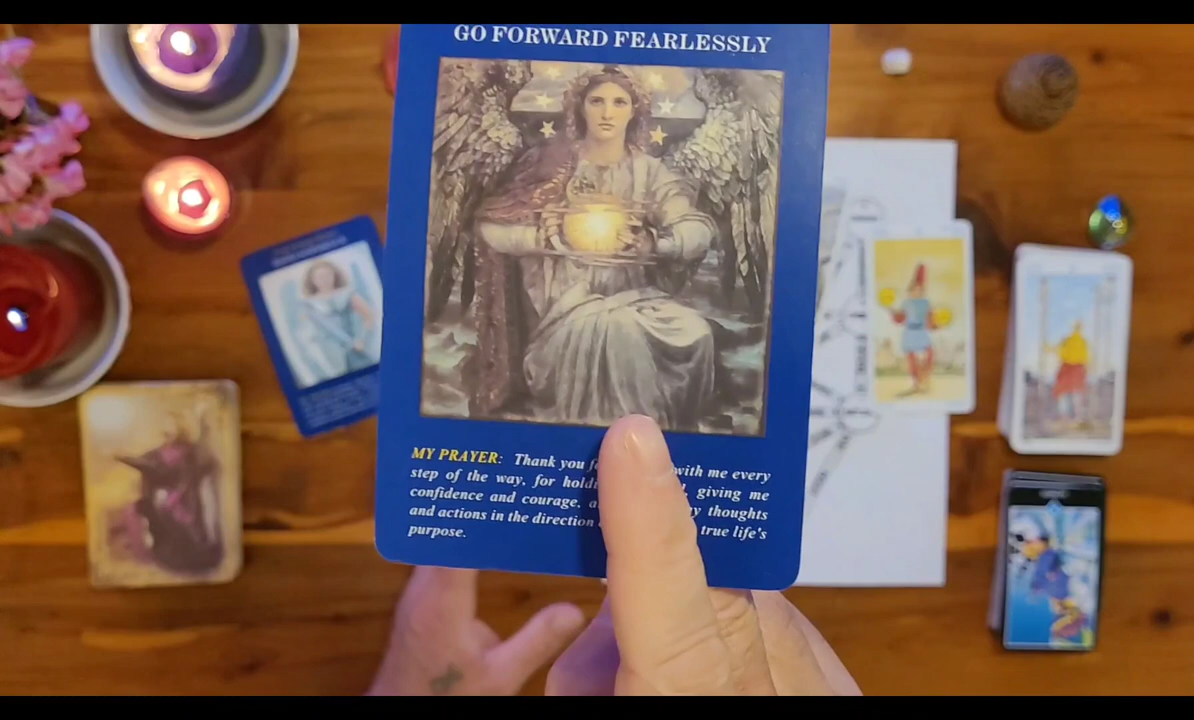 GO FORWARD FEARLESSLY
MY PRAYER: Thank you with me every
step of the way, for giving me
confidence and courage, thoughts
and actions in the direction true life's
purpose.